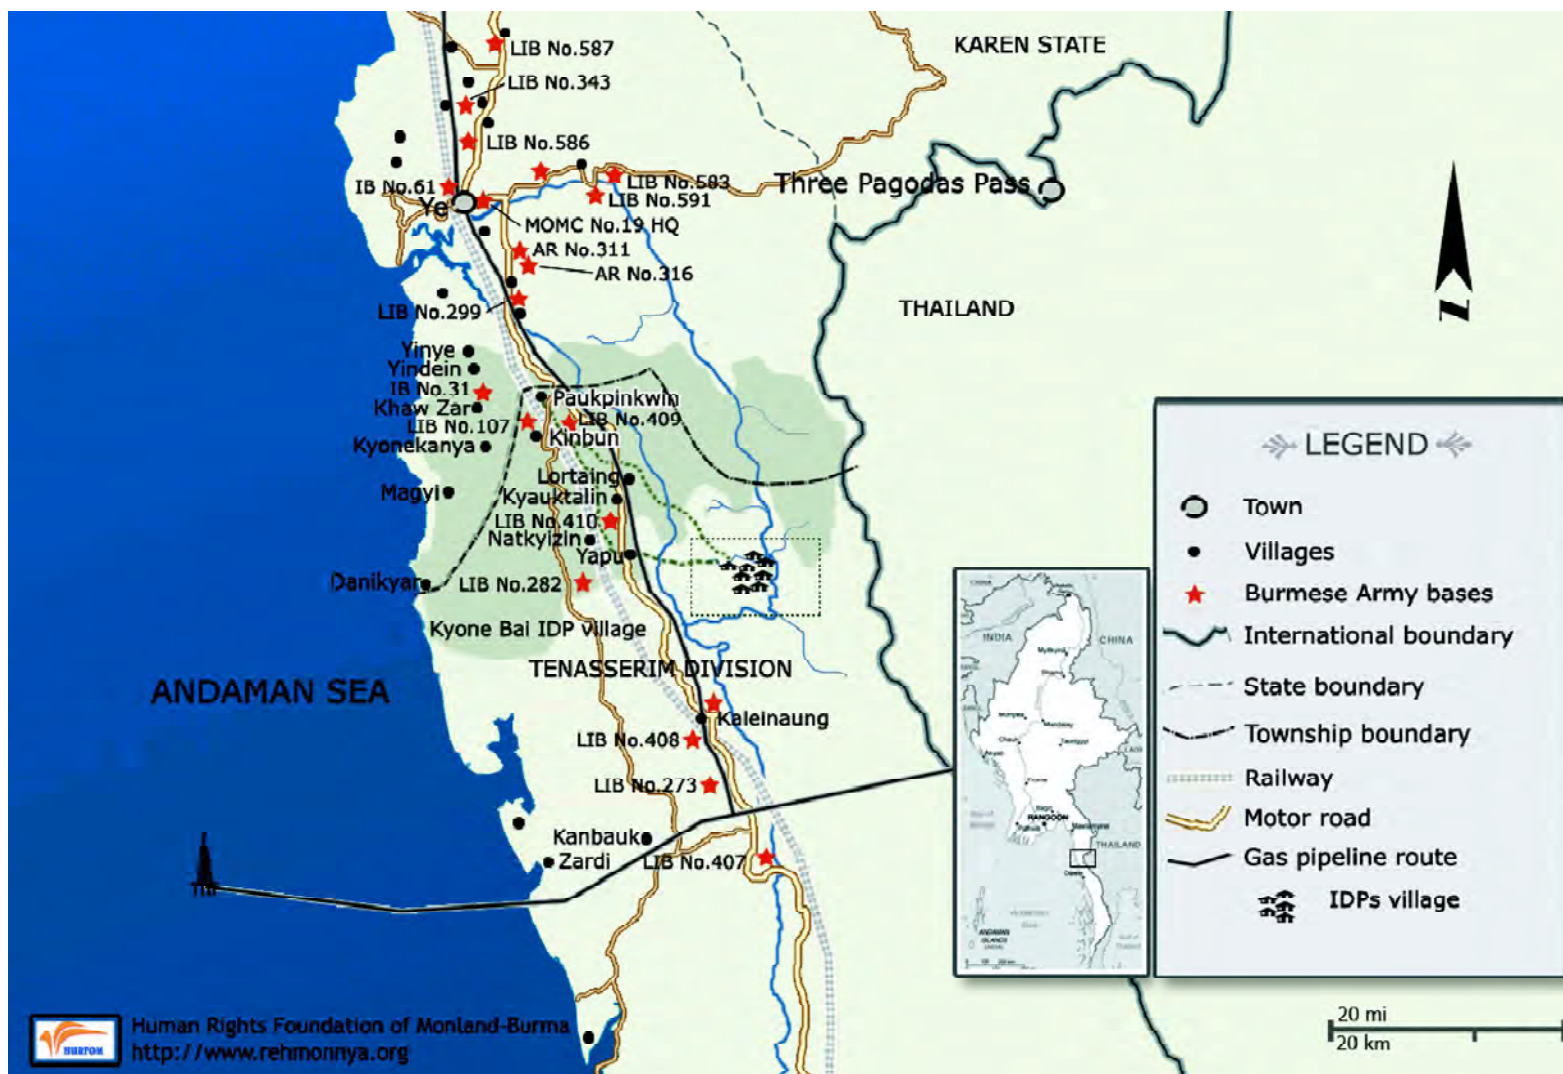 LIB No.587
KAREN STATE
LIB No.343
LIB No.586
IB No.61
LIB No.583
Three Pagodas Pass
LIB No.591
Ye
MOMC No.19 HQ
AR No.311
AR No.316
LIB No.299
THAILAND
Yinye
Yindein
IB No.31
Paukpinkwin
Khaw Zar
LIB No.107
LIB No.409
Kinbun
Kyonekanya
Lortaing
Magyi
Kyauktalin
LIB No.410
Natkyizin
Yapu
Danikyar
LIB No.282
Kyone Bai IDP village
TENASSERIM DIVISION
ANDAMAN SEA
Kaleinaung
LIB No.408
LIB No.273
Kanbauk
Zardi
LIB No.407
LEGEND
Town
Villages
Burmese Army bases
International boundary
State boundary
Township boundary
Railway
Motor road
Gas pipeline route
IDPs village
INDIA
CHINA
RANGOON
THAILAND
ANDAMAN
ISLANDS
20 mi
20 km
HURFOM
Human Rights Foundation of Monland-Burma
http://www.rehmonnya.org